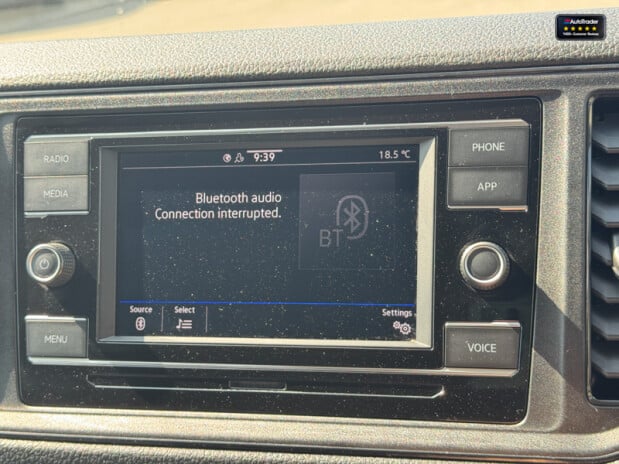 AutoTrader
RADIO
MEDIA
MENU
9:39
18.5 °C
Bluetooth audio
Connection interrupted.
BT
Source
Select
Settings
PHONE
APP
VOICE